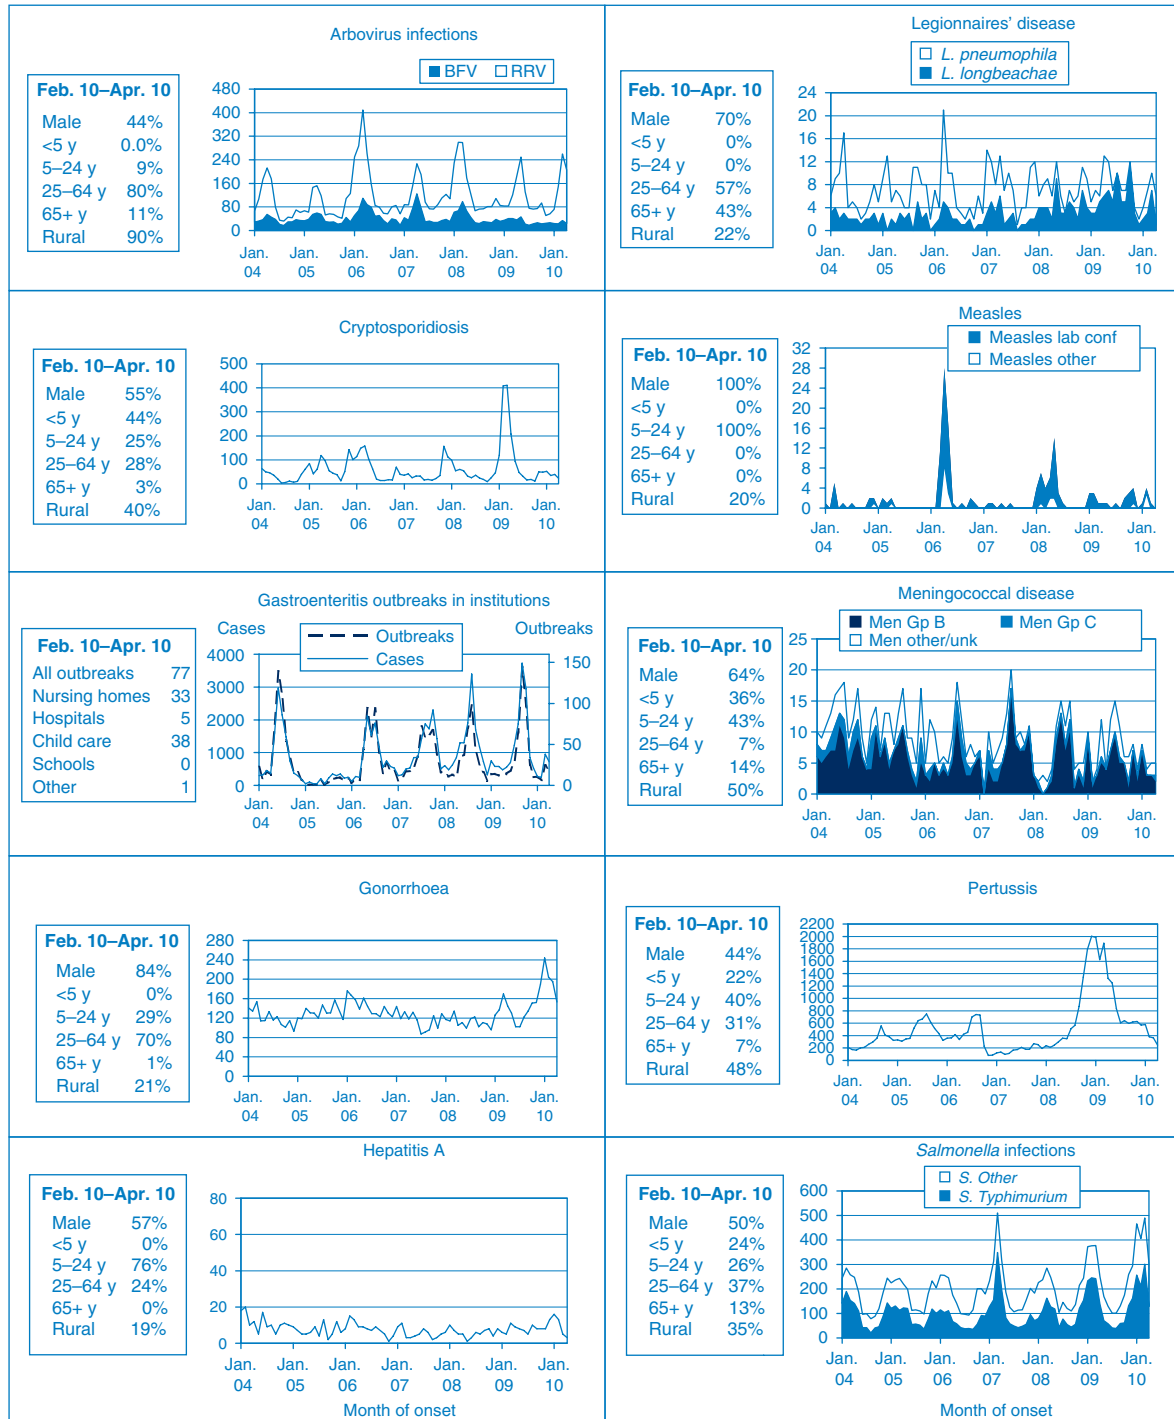 Arbovirus infections
BFV RRV
Feb. 10–Apr. 10
Male 44%
<5 y 0.0%
5–24 y 9%
25–64 y 80%
65+ y 11%
Rural 90%
480
400
320
240
160
80
0
Jan. Jan. Jan. Jan. Jan. Jan. Jan.
04 05 06 07 08 09 10
Legionnaires’ disease
L. pneumophila
L. longbeachae
Feb. 10–Apr. 10
Male 70%
<5 y 0%
5–24 y 0%
25–64 y 57%
65+ y 43%
Rural 22%
24
20
16
12
8
4
0
Jan. Jan. Jan. Jan. Jan. Jan. Jan.
04 05 06 07 08 09 10
Cryptosporidiosis
Feb. 10–Apr. 10
Male 55%
<5 y 44%
5–24 y 25%
25–64 y 28%
65+ y 3%
Rural 40%
500
400
300
200
100
0
Jan. Jan. Jan. Jan. Jan. Jan. Jan.
04 05 06 07 08 09 10
Measles
Measles lab conf
Measles other
Feb. 10–Apr. 10
Male 100%
<5 y 0%
5–24 y 100%
25–64 y 0%
65+ y 0%
Rural 20%
32
28
24
20
16
12
8
4
0
Jan. Jan. Jan. Jan. Jan. Jan. Jan.
04 05 06 07 08 09 10
Gastroenteritis outbreaks in institutions
Cases Outbreaks
Outbreaks
Cases
Feb. 10–Apr. 10
All outbreaks 77
Nursing homes 33
Hospitals 5
Child care 38
Schools 0
Other 1
4000
3000
2000
1000
0
150
100
50
0
Jan. Jan. Jan. Jan. Jan. Jan. Jan.
04 05 06 07 08 09 10
Meningococcal disease
Men Gp B Men Gp C
Men other/unk
Feb. 10–Apr. 10
Male 64%
<5 y 36%
5–24 y 43%
25–64 y 7%
65+ y 14%
Rural 50%
25
20
15
10
5
0
Jan. Jan. Jan. Jan. Jan. Jan. Jan.
04 05 06 07 08 09 10
Gonorrhoea
Feb. 10–Apr. 10
Male 84%
<5 y 0%
5–24 y 29%
25–64 y 70%
65+ y 1%
Rural 21%
280
240
200
160
120
80
40
0
Jan. Jan. Jan. Jan. Jan. Jan. Jan.
04 05 06 07 08 09 10
Pertussis
Feb. 10–Apr. 10
Male 44%
<5 y 22%
5–24 y 40%
25–64 y 31%
65+ y 7%
Rural 48%
2200
2000
1800
1600
1400
1200
1000
800
600
400
200
0
Jan. Jan. Jan. Jan. Jan. Jan. Jan.
04 05 06 07 08 09 10
Hepatitis A
Feb. 10–Apr. 10
Male 57%
<5 y 0%
5–24 y 76%
25–64 y 24%
65+ y 0%
Rural 19%
80
60
40
20
0
Jan. Jan. Jan. Jan. Jan. Jan. Jan.
04 05 06 07 08 09 10
Month of onset
Salmonella infections
S. Other
S. Typhimurium
Feb. 10–Apr. 10
Male 50%
<5 y 24%
5–24 y 26%
25–64 y 37%
65+ y 13%
Rural 35%
600
500
400
300
200
100
0
Jan. Jan. Jan. Jan. Jan. Jan. Jan.
04 05 06 07 08 09 10
Month of onset